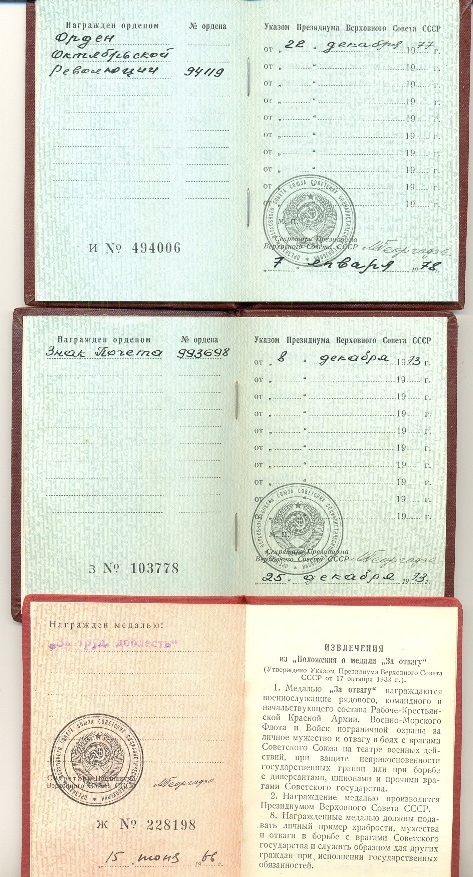 Награжден орденом № ордена
Орден
Октябрьской
Революции 94119
И № 494006
Указом Президиума Верховного Совета СССР
от „ 22 . декабря 1977 г.
от „ “ 19 г.
от „ “ 19 г.
от „ “ 19 г.
от „ “ 19 г.
от „ “ 19 г.
от „ “ 19 г.
от „ “ 19 г.
от 19 г.
Секретарь Президиума
Верховного Совета СССР
7 января 1978.
Награжден орденом № ордена
Знак Почета 993698
З № 103778
Указом Президиума Верховного Совета СССР
от „ 8 декабря 1973 г.
от „ “ 19 г.
от „ “ 19 г.
от „ “ 19 г.
от „ “ 19 г.
от „ “ 19 г.
от 19 г.
от 19 г.
Секретарь Президиума
Верховного Совета СССР
25. декабря 1973.
Награжден медалью:
„За труд. доблесть“
Секретарь Президиума
Верховного Совета СССР
Ж № 228198
15 июня 66 г.
ИЗВЛЕЧЕНИЯ
из „Положения о медали „За отвагу“
(Утверждено Указом Президиума Верховного Совета
СССР от 17 октября 1938 г.).
1. Медалью „За отвагу“ награждаются
военнослужащие рядового, командного и
начальствующего состава Рабоче-Крестьян-
ской Красной Армии, Военно-Морского
Флота и Войск пограничной охраны за
личное мужество и отвагу в боях с врагами
Советского Союза на театре военных дей-
ствий, при защите неприкосновенности
государственных границ или при борьбе
с диверсантами, шпионами и прочими вра-
гами Советского государства.
2. Награждение медалью производится
Президиумом Верховного Совета СССР.
8. Награжденные медалью должны пода-
вать личный пример храбрости, мужества
и отваги в борьбе с врагами Советского
государства и служить образцом для других
граждан при исполнении государственных
обязанностей.